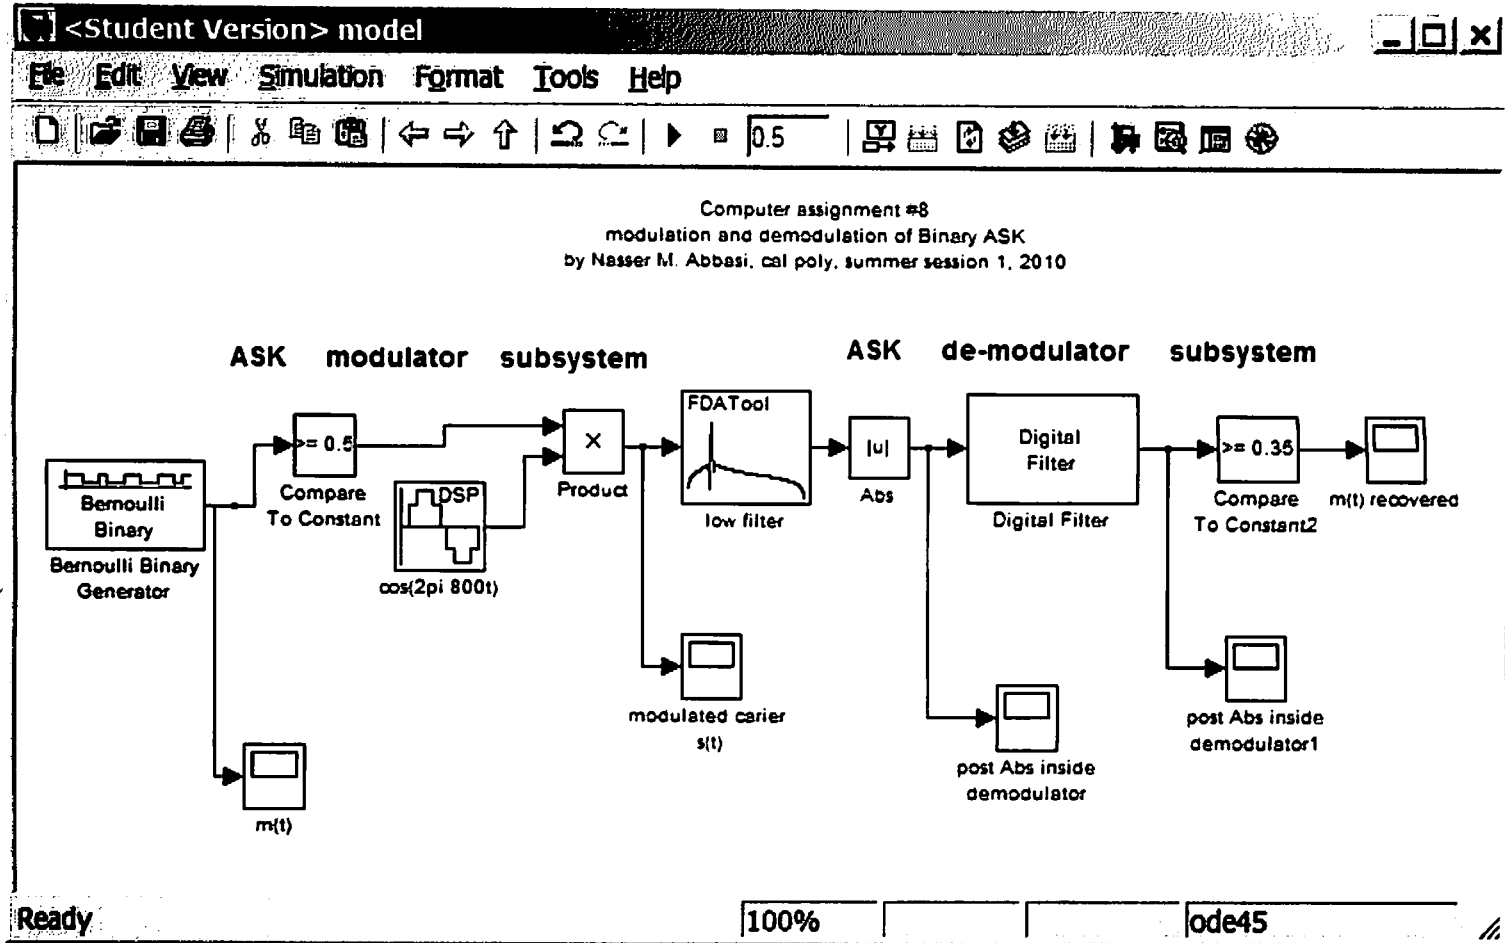 <Student Version> model
File Edit View Simulation Format Tools Help
0.5
Computer assignment #8
modulation and demodulation of Binary ASK
by Nasser M. Abbasi, cal poly, summer session 1, 2010
ASK modulator subsystem
ASK de-modulator subsystem
Bernoulli
Binary
Bernoulli Binary
Generator
>= 0.5
Compare
To Constant
DSP
cos(2pi 800t)
×
Product
FDATool
low filter
|u|
Abs
Digital
Filter
Digital Filter
>= 0.35
Compare
To Constant2
m(t) recovered
modulated carier
s(t)
post Abs inside
demodulator
post Abs inside
demodulator1
m(t)
Ready
100%
ode45